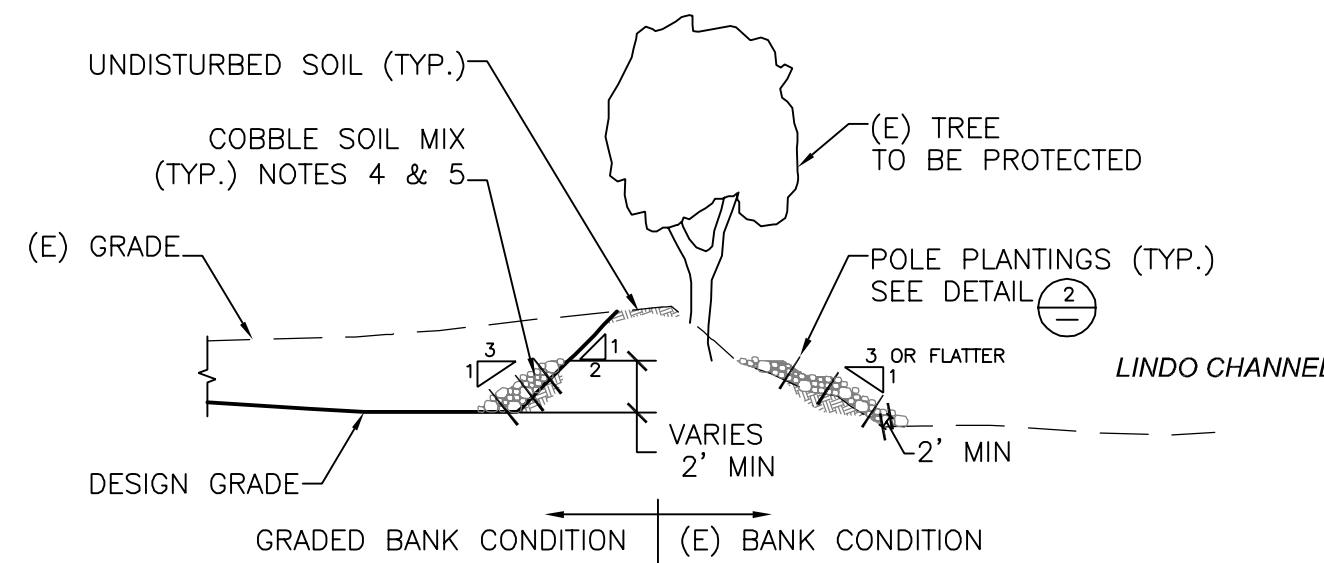 UNDISTURBED SOIL (TYP.)
COBBLE SOIL MIX
(TYP.) NOTES 4 & 5
(E) TREE
TO BE PROTECTED
(E) GRADE
POLE PLANTINGS (TYP.)
SEE DETAIL
2
—
3
1
1
2
3 OR FLATTER
1
LINDO CHANNEL
VARIES
2' MIN
2' MIN
DESIGN GRADE
GRADED BANK CONDITION
(E) BANK CONDITION